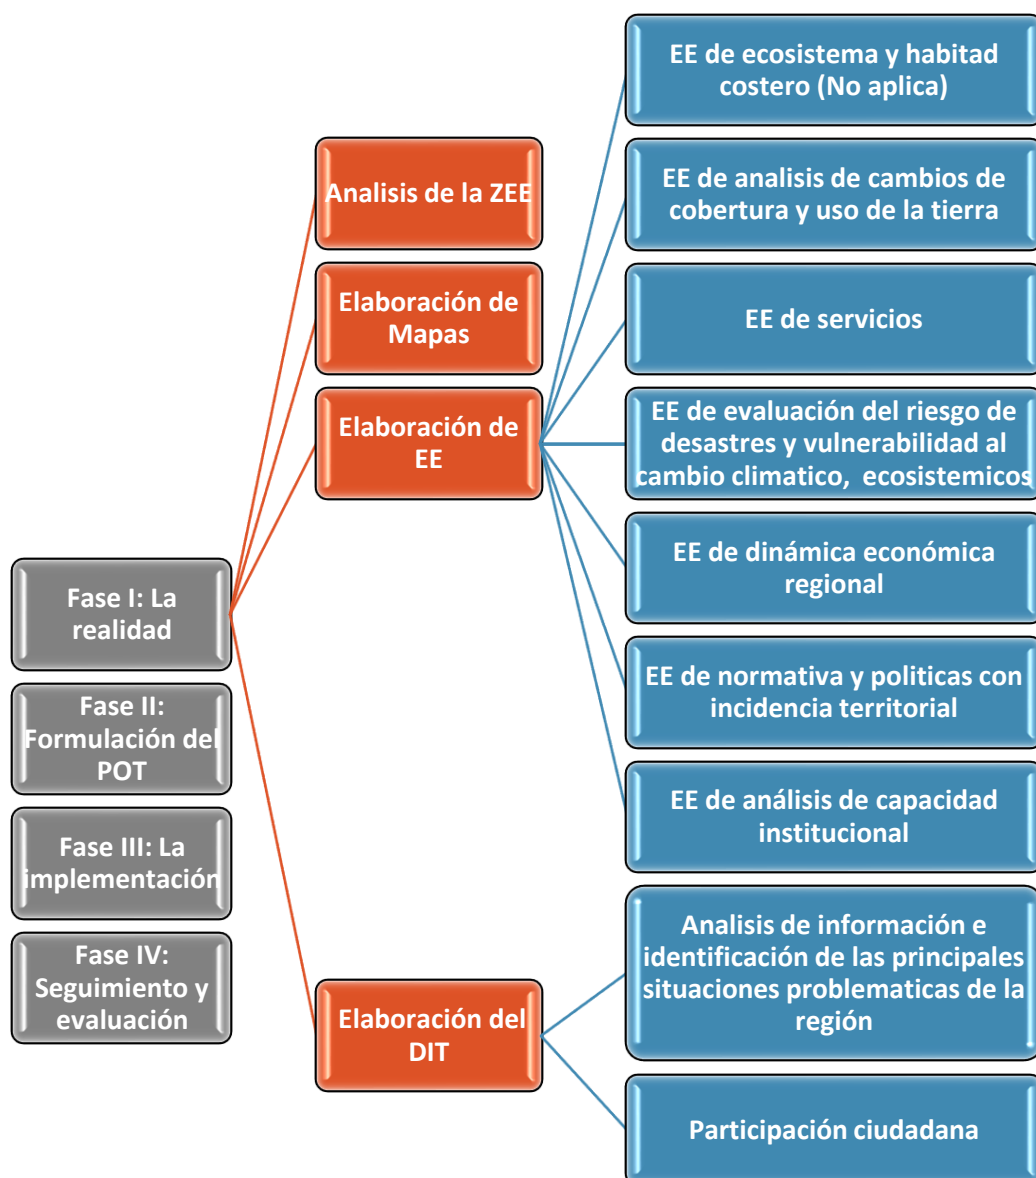 Fase I: La
realidad
Fase II:
Formulación del
POT
Fase III: La
implementación
Fase IV:
Seguimiento y
evaluación
Analisis de la ZEE
Elaboración de
Mapas
Elaboración de
EE
Elaboración del
DIT
EE de ecosistema y habitad
costero (No aplica)
EE de analisis de cambios de
cobertura y uso de la tierra
EE de servicios
EE de evaluación del riesgo de
desastres y vulnerabilidad al
cambio climatico, ecosistemicos
EE de dinámica económica
regional
EE de normativa y politicas con
incidencia territorial
EE de análisis de capacidad
institucional
Analisis de información e
identificación de las principales
situaciones problematicas de la
región
Participación ciudadana